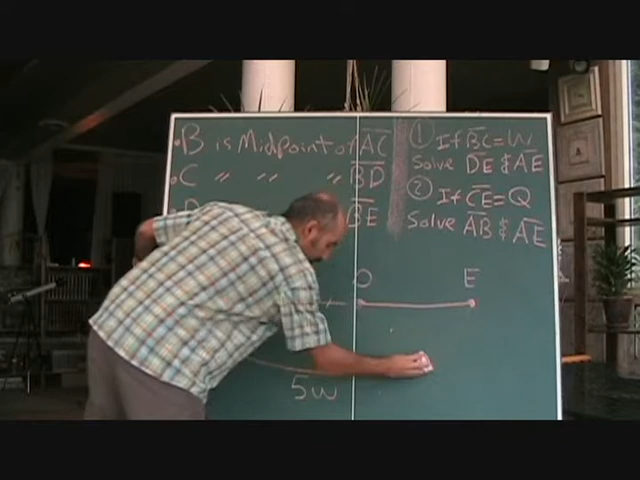 • B is Midpoint of AC
• C " " " BD
D BE
① If BC = W
Solve DE & AE
② If CE = Q
Solve AB & AE
D E
5w